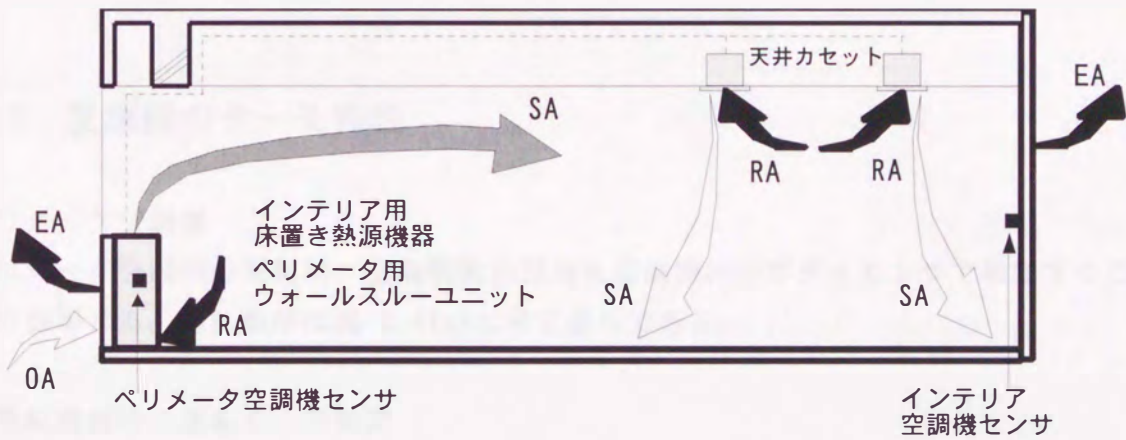 天井カセット
EA
SA
RA
RA
EA
インテリア用
床置き熱源機器
ペリメータ用
ウォールスルーユニット
SA
SA
RA
OA
ペリメータ空調機センサ
インテリア
空調機センサ